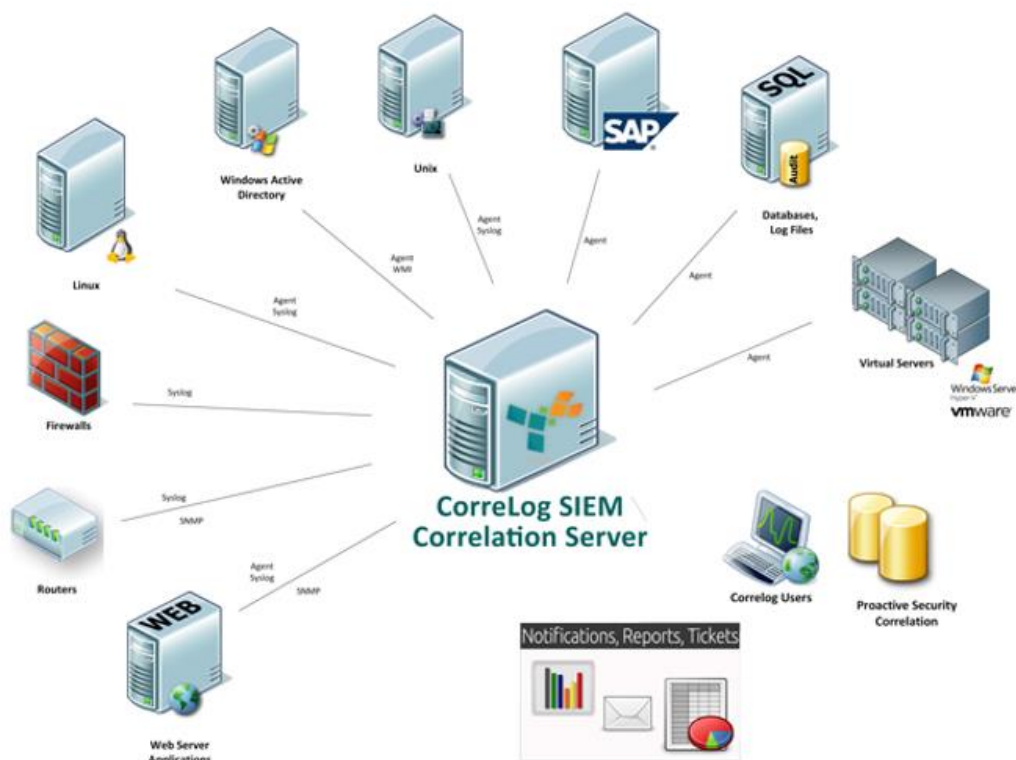 SAP
SQL
Audit
Windows Active
Directory
Unix
Databases,
Log Files
Linux
Agent
Syslog
Agent
Agent
WMI
Agent
Agent
Syslog
Agent
Virtual Servers
Windows Server
Hyper-V
vmware
Firewalls
Syslog
CorreLog SIEM
Correlation Server
Syslog
SNMP
Routers
Agent
Syslog
SNMP
WEB
Web Server
Applications
Correlog Users
Proactive Security
Correlation
Notifications, Reports, Tickets